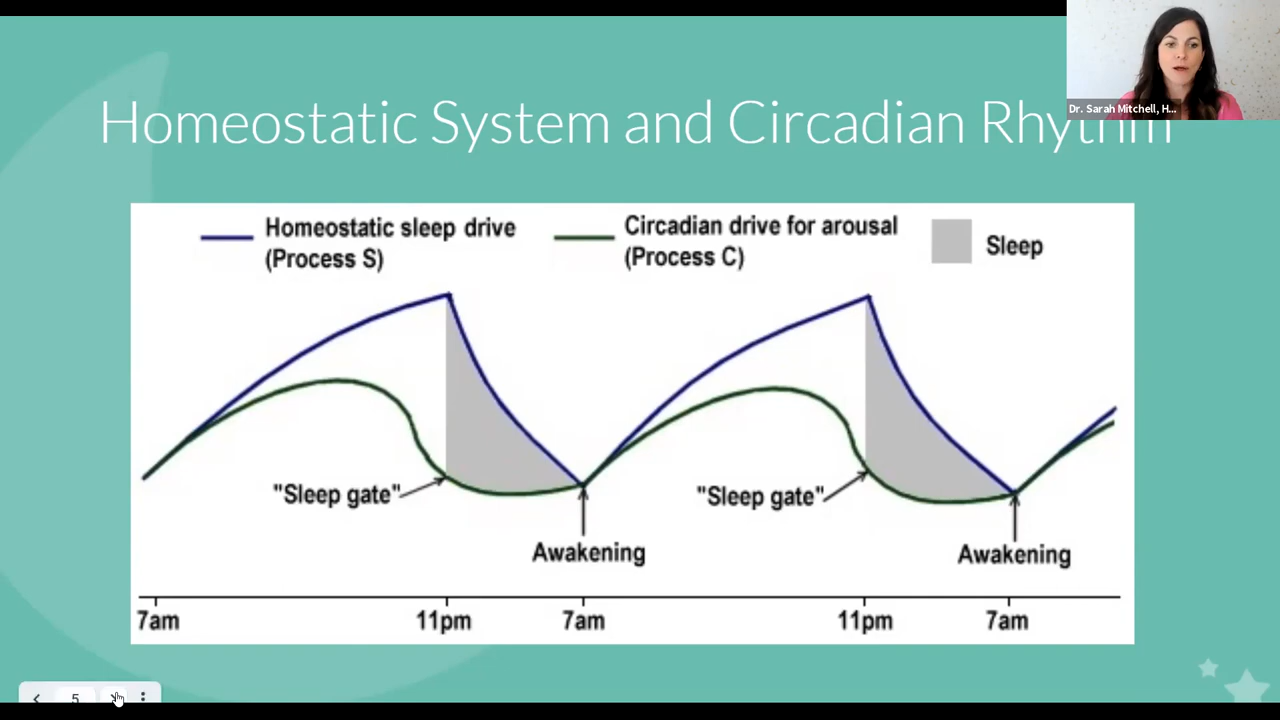 Dr. Sarah Mitchell, H...
Homeostatic System and Circadian Rhythm
Homeostatic sleep drive
(Process S)
Circadian drive for arousal
(Process C)
Sleep
"Sleep gate"
"Sleep gate"
Awakening
Awakening
7am
11pm
7am
11pm
7am
5